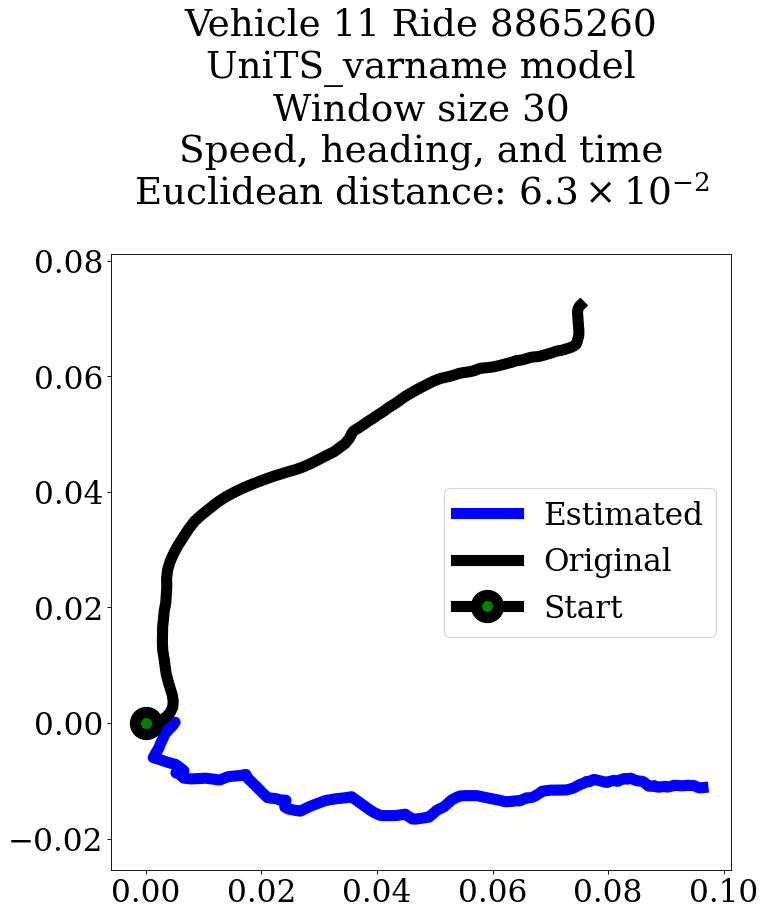 Vehicle 11 Ride 8865260
UniTS_varname model
Window size 30
Speed, heading, and time
Euclidean distance: 6.3 × 10⁻²
0.08
0.06
0.04
0.02
0.00
−0.02
Estimated
Original
Start
0.00 0.02 0.04 0.06 0.08 0.10